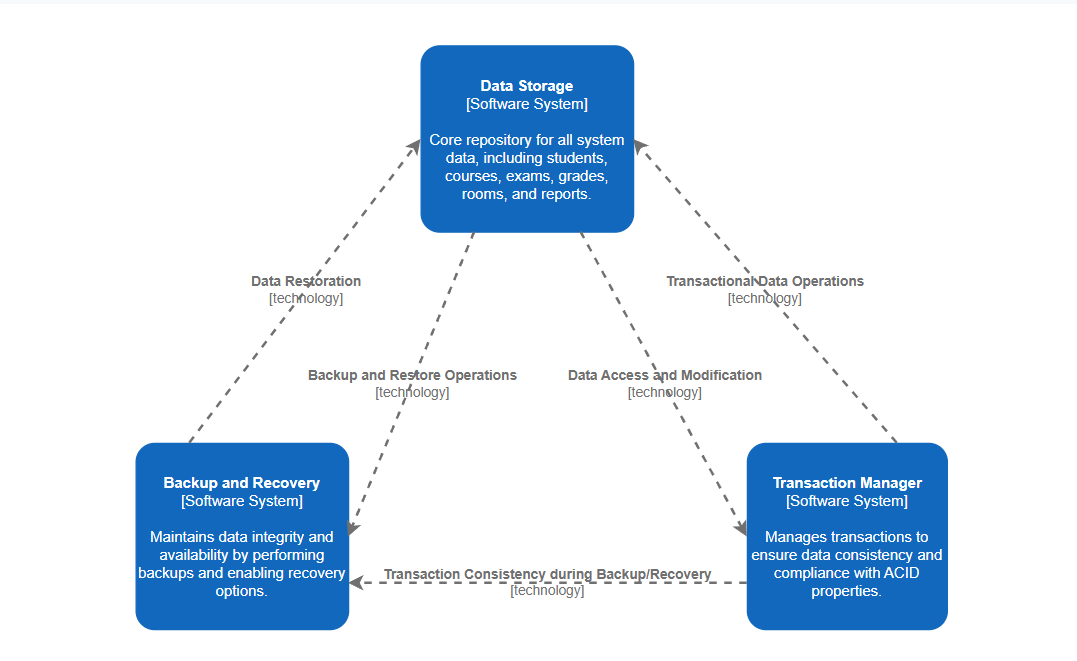 Data Storage
[Software System]
Core repository for all system
data, including students,
courses, exams, grades,
rooms, and reports.
Data Restoration
[technology]
Transactional Data Operations
[technology]
Backup and Restore Operations
[technology]
Data Access and Modification
[technology]
Backup and Recovery
[Software System]
Maintains data integrity and
availability by performing
backups and enabling recovery
options.
Transaction Manager
[Software System]
Manages transactions to
ensure data consistency and
compliance with ACID
properties.
Transaction Consistency during Backup/Recovery
[technology]